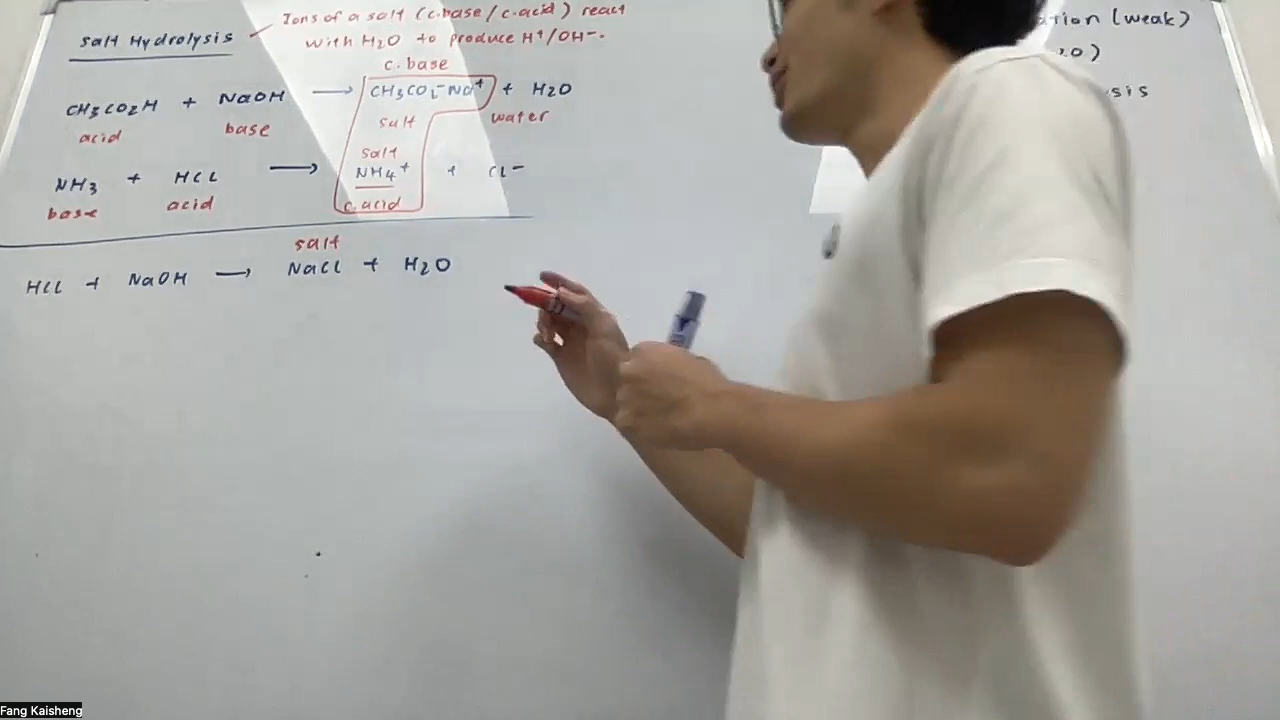 Salt Hydrolysis
Ions of a salt (c.base / c.acid) react
with H2O to produce H+/OH-.
c.base
CH3CO2H + NaOH ⟶ CH3CO2-Na+ + H2O
acid base salt water
salt
NH3 + HCl ⟶ NH4+ + Cl-
base acid c.acid
salt
HCl + NaOH ⟶ NaCl + H2O
(weak)
Fang Kaisheng